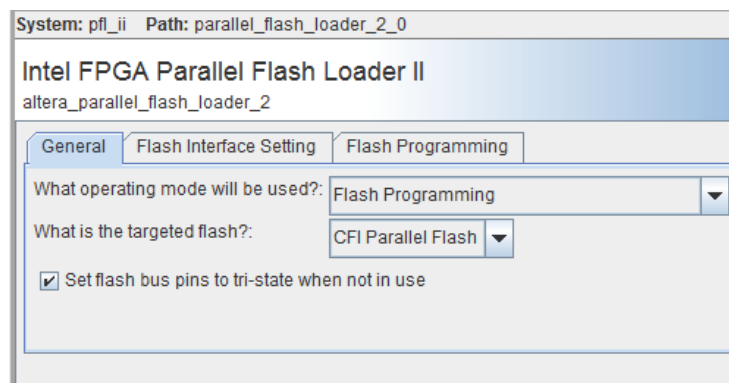 System: pfl_ii Path: parallel_flash_loader_2_0
Intel FPGA Parallel Flash Loader II
altera_parallel_flash_loader_2
General Flash Interface Setting Flash Programming
What operating mode will be used?: Flash Programming
What is the targeted flash?: CFI Parallel Flash
Set flash bus pins to tri-state when not in use